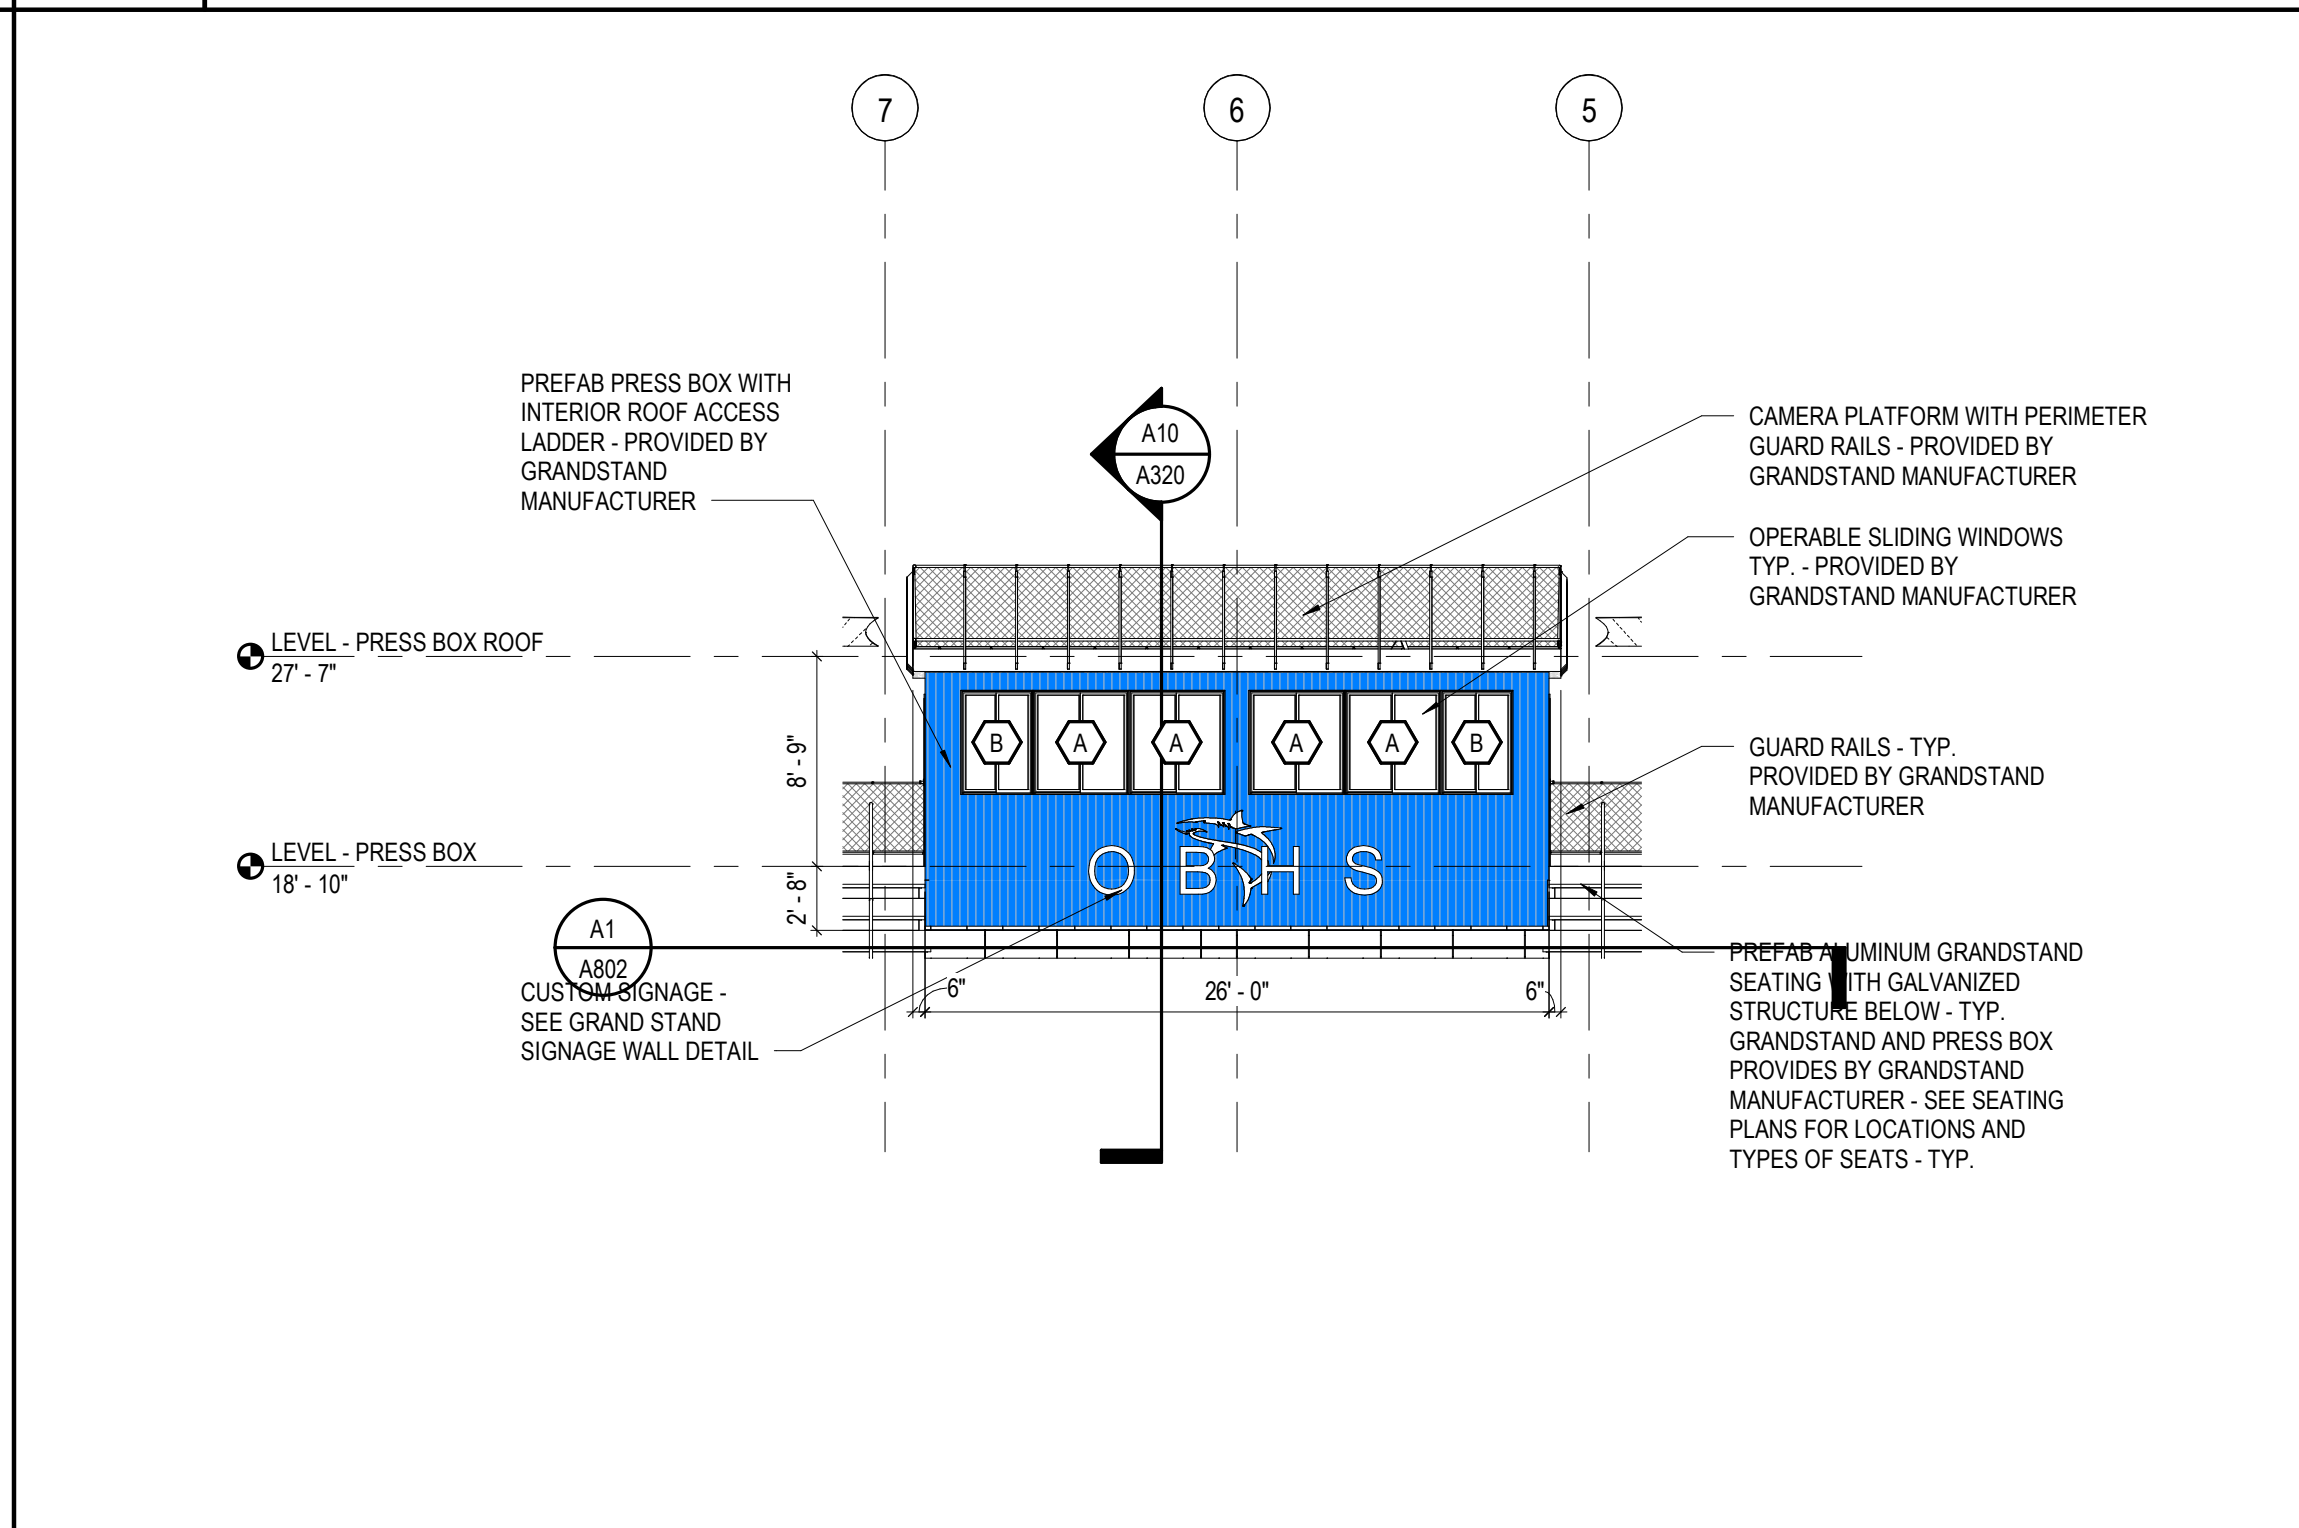 7
6
5
PREFAB PRESS BOX WITH
INTERIOR ROOF ACCESS
LADDER - PROVIDED BY
GRANDSTAND
MANUFACTURER
A10
A320
CAMERA PLATFORM WITH PERIMETER
GUARD RAILS - PROVIDED BY
GRANDSTAND MANUFACTURER
OPERABLE SLIDING WINDOWS
TYP. - PROVIDED BY
GRANDSTAND MANUFACTURER
LEVEL - PRESS BOX ROOF
27' - 7"
8' - 9"
B
A
A
A
A
B
GUARD RAILS - TYP.
PROVIDED BY GRANDSTAND
MANUFACTURER
LEVEL - PRESS BOX
18' - 10"
2' - 8"
O B H S
A1
A802
CUSTOM SIGNAGE -
SEE GRAND STAND
SIGNAGE WALL DETAIL
6"
26' - 0"
6"
PREFAB ALUMINUM GRANDSTAND
SEATING WITH GALVANIZED
STRUCTURE BELOW - TYP.
GRANDSTAND AND PRESS BOX
PROVIDES BY GRANDSTAND
MANUFACTURER - SEE SEATING
PLANS FOR LOCATIONS AND
TYPES OF SEATS - TYP.